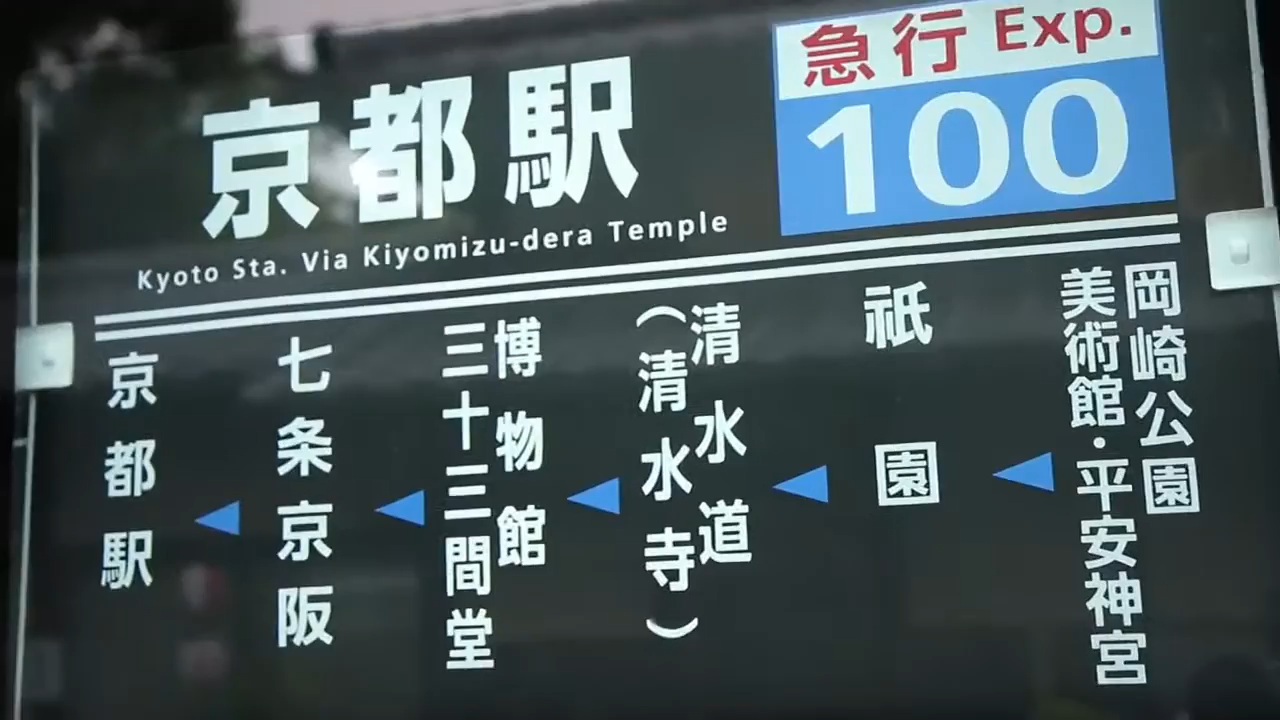 京都駅
Kyoto Sta. Via Kiyomizu-dera Temple
急行 Exp.
100
岡崎公園
美術館・平安神宮
祇園
清水道
（清水寺）
博物館
三十三間堂
七条京阪
京都駅